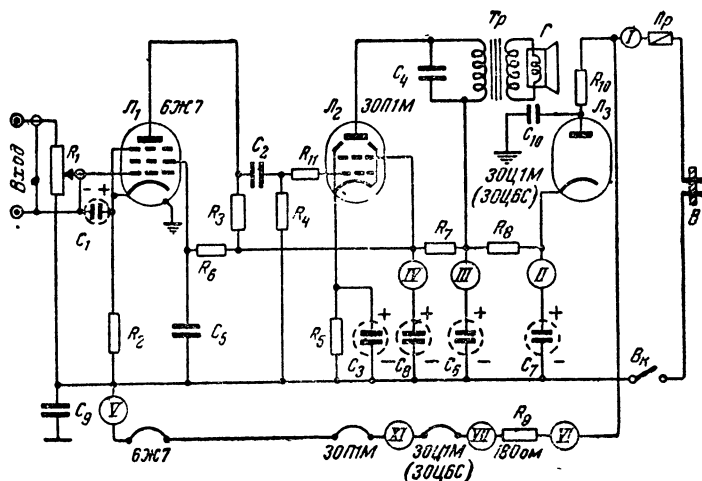 Л1 6Ж7
Л2 30П1М
Тр
Г
I
Пр
R10
C10
Л3
30Ц1М
(30Ц6С)
Вход
R1
C1
- +
C2
R11
C4
R3
R4
R6
R7
R8
R2
C5
R5
C3
IV
III
II
+
-
C8
+
-
C6
+
-
C7
+
-
В
Вк
C9
V
6Ж7
30П1М
XI
30Ц1М
(30Ц6С)
VII
R9
180 ом
VI